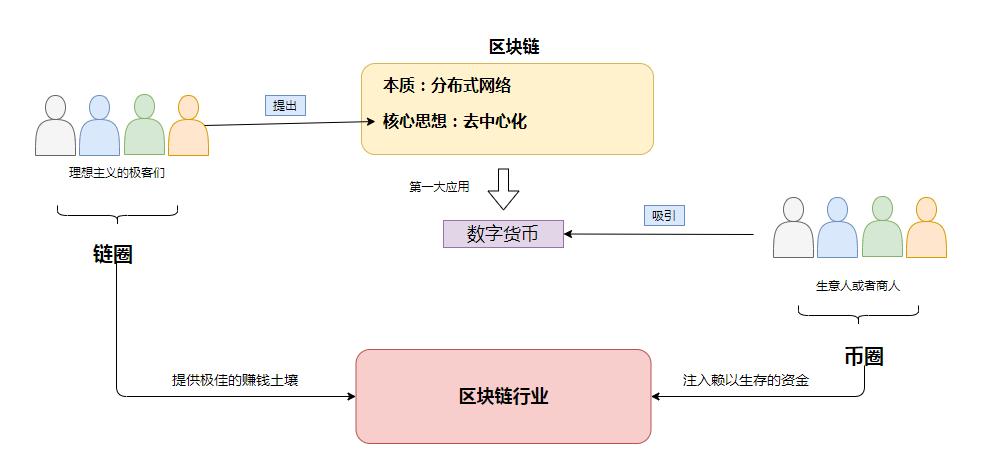 区块链
本质：分布式网络
提出
核心思想：去中心化
理想主义的极客们
第一大应用
吸引
数字货币
链圈
生意人或者商人
币圈
提供极佳的赚钱土壤
注入赖以生存的资金
区块链行业